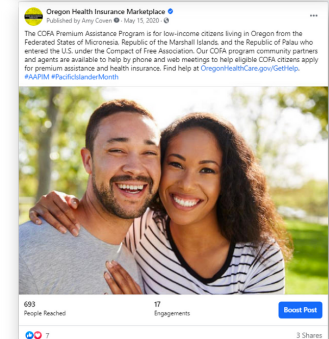 Oregon Health Insurance Marketplace
Published by Amy Coven · May 15, 2020 ·
The COFA Premium Assistance Program is for low-income citizens living in Oregon from the
Federated States of Micronesia, Republic of the Marshall Islands, and the Republic of Palau who
entered the U.S. under the Compact of Free Association. Our COFA program community partners
and agents are available to help by phone and web meetings to help eligible COFA citizens apply
for premium assistance and health insurance. Find help at OregonHealthCare.gov/GetHelp.
#AAPIM #PacificIslanderMonth
693
People Reached
17
Engagements
Boost Post
7
3 Shares